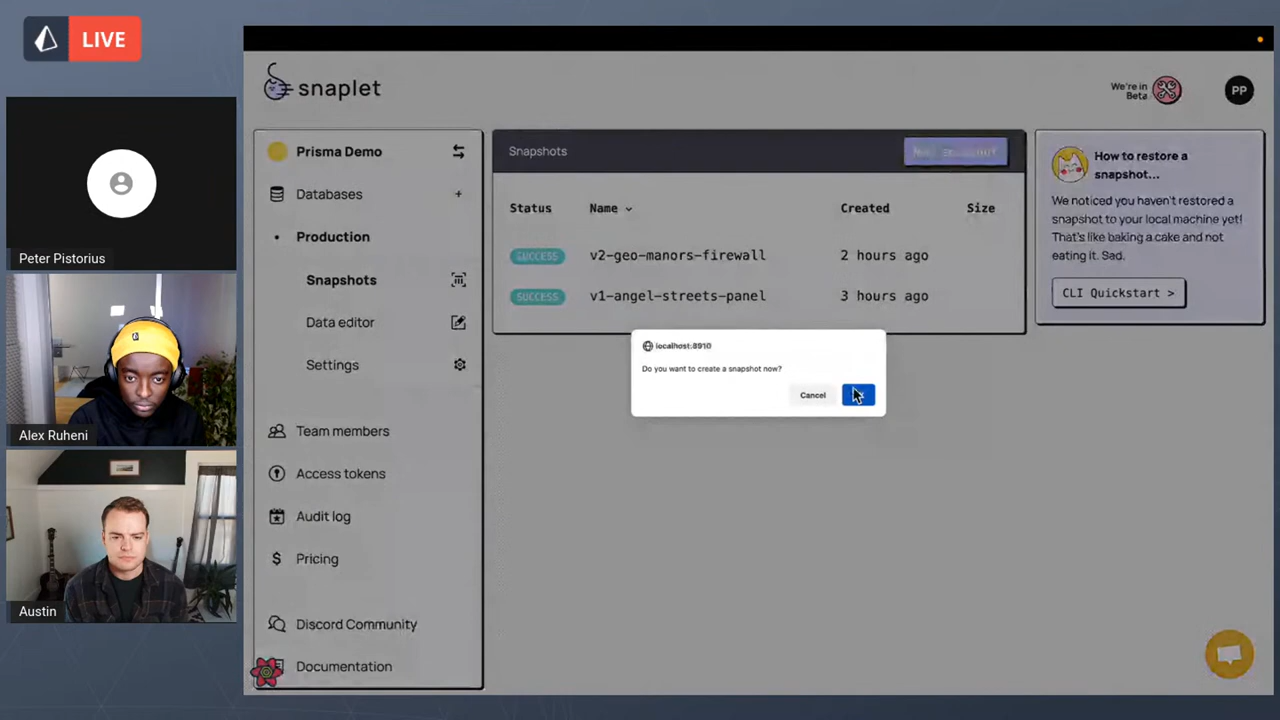 LIVE
Peter Pistorius
Alex Ruheni
Austin
snaplet
We're in
Beta
PP
Prisma Demo
Databases
+
Production
Snapshots
Data editor
Settings
Team members
Access tokens
Audit log
$ Pricing
Discord Community
Documentation
Snapshots
Status Name Created Size
SUCCESS v2-geo-manors-firewall 2 hours ago
SUCCESS v1-angel-streets-panel 3 hours ago
localhost:8910
Do you want to create a snapshot now?
Cancel
How to restore a
snapshot...
We noticed you haven't restored a
snapshot to your local machine yet!
That's like baking a cake and not
eating it. Sad.
CLI Quickstart >